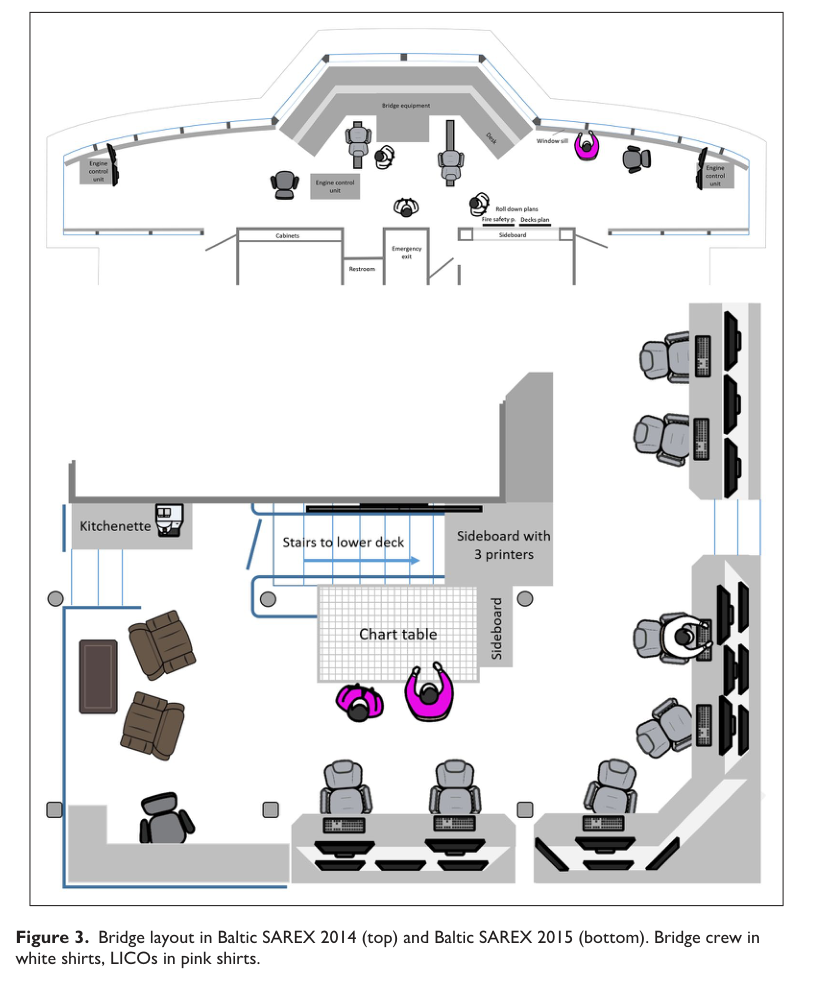 Bridge equipment
Desk
Window sill
Engine
control
unit
Engine control
unit
Engine
control
unit
Roll down plans
Fire safety p. Decks plan
Cabinets
Emergency
exit
Sideboard
Restroom
Kitchenette
Stairs to lower deck
Sideboard with
3 printers
Chart table
Sideboard
Figure 3. Bridge layout in Baltic SAREX 2014 (top) and Baltic SAREX 2015 (bottom). Bridge crew in
white shirts, LICOs in pink shirts.